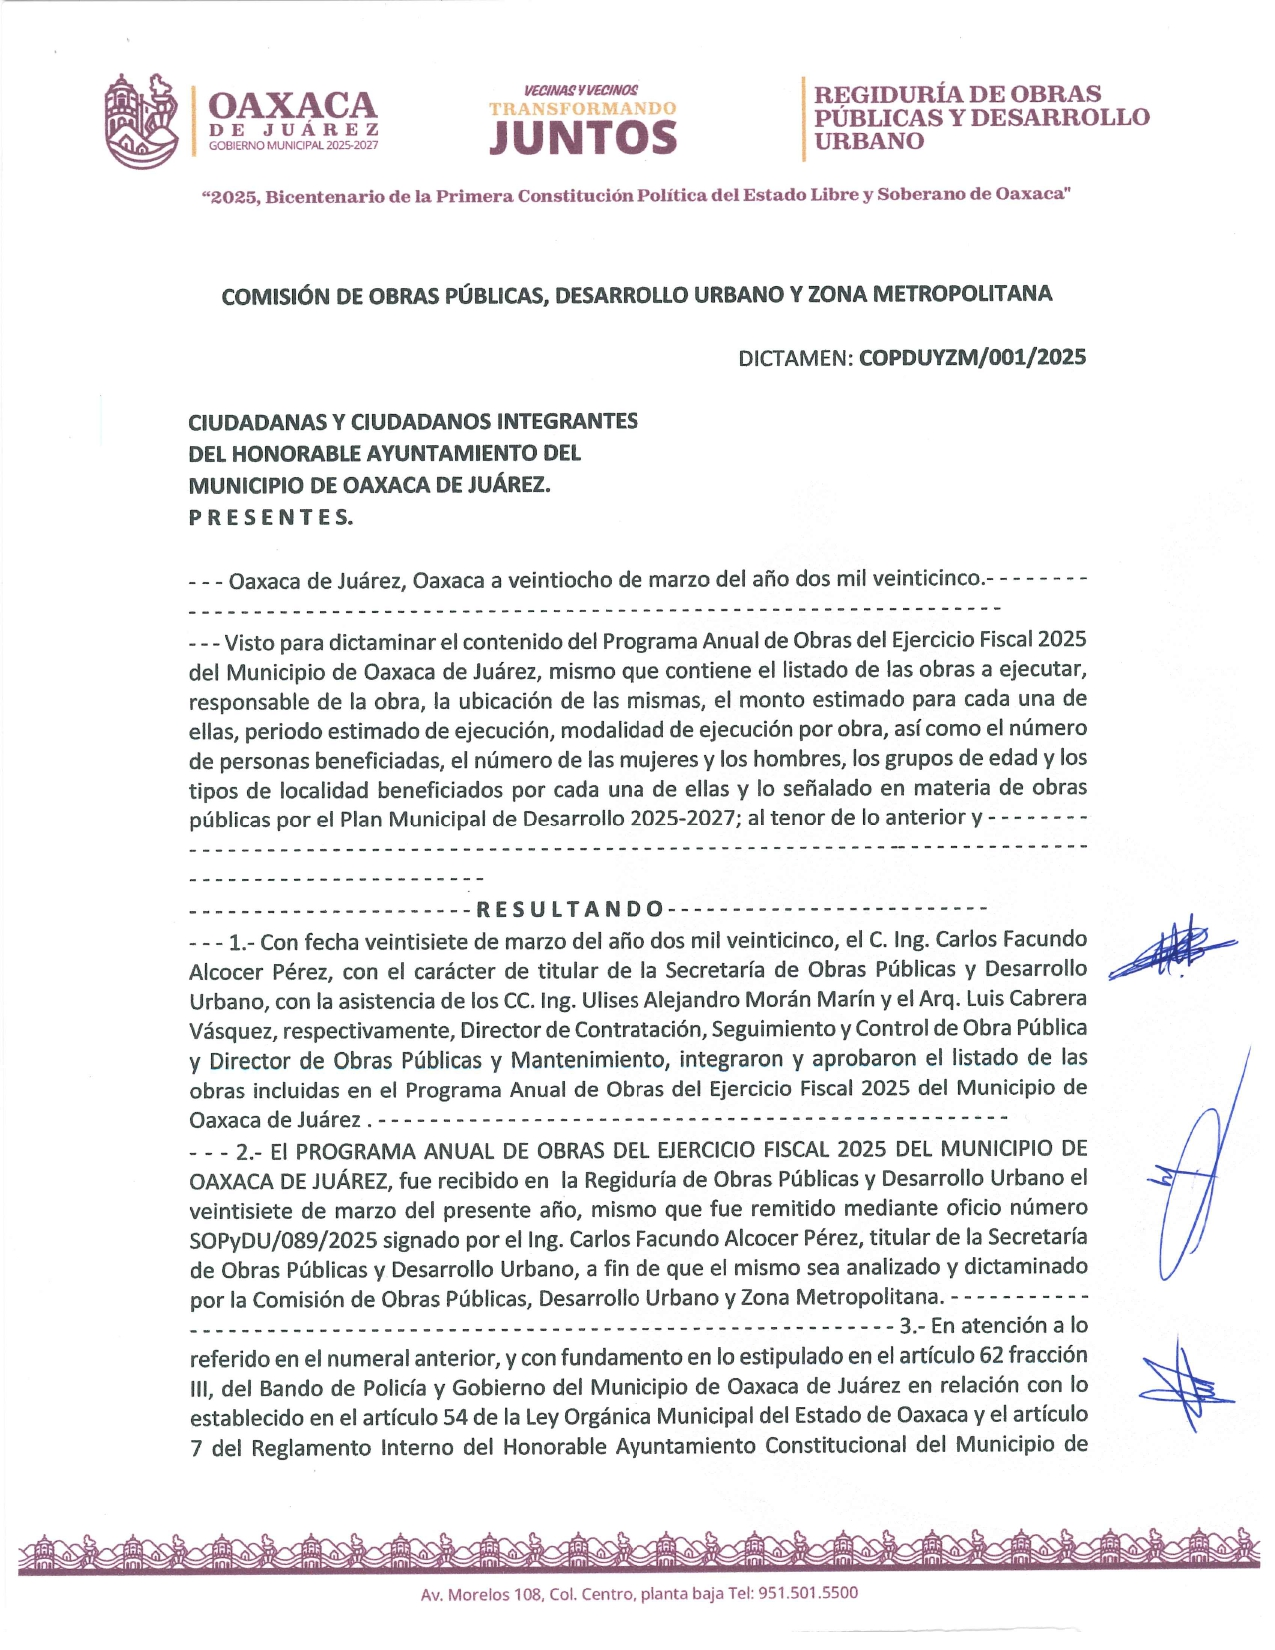 OAXACA
DE JUÁREZ
GOBIERNO MUNICIPAL 2025-2027
VECINAS Y VECINOS
TRANSFORMANDO
JUNTOS
REGIDURÍA DE OBRAS
PÚBLICAS Y DESARROLLO
URBANO
“2025, Bicentenario de la Primera Constitución Política del Estado Libre y Soberano de Oaxaca"
COMISIÓN DE OBRAS PÚBLICAS, DESARROLLO URBANO Y ZONA METROPOLITANA
DICTAMEN: COPDUYZM/001/2025
CIUDADANAS Y CIUDADANOS INTEGRANTES
DEL HONORABLE AYUNTAMIENTO DEL
MUNICIPIO DE OAXACA DE JUÁREZ.
P R E S E N T E S.
- - - Oaxaca de Juárez, Oaxaca a veintiocho de marzo del año dos mil veinticinco.- - - - - - - -
- - - - - - - - - - - - - - - - - - - - - - - - - - - - - - - - - - - - - - - - - - - - - - - - - - - - - - - - - - - - - -
- - - Visto para dictaminar el contenido del Programa Anual de Obras del Ejercicio Fiscal 2025
del Municipio de Oaxaca de Juárez, mismo que contiene el listado de las obras a ejecutar,
responsable de la obra, la ubicación de las mismas, el monto estimado para cada una de
ellas, periodo estimado de ejecución, modalidad de ejecución por obra, así como el número
de personas beneficiadas, el número de las mujeres y los hombres, los grupos de edad y los
tipos de localidad beneficiados por cada una de ellas y lo señalado en materia de obras
públicas por el Plan Municipal de Desarrollo 2025-2027; al tenor de lo anterior y - - - - - - - -
- - - - - - - - - - - - - - - - - - - - - - - - - - - - - - - - - - - - - - - - - - - - - - - - - - - - - - - - - - - - - - - - - - - - -
- - - - - - - - - - - - - - - - - - - - - - -
- - - - - - - - - - - - - - - - - - - - - - R E S U L T A N D O - - - - - - - - - - - - - - - - - - - - - - - - -
- - - 1.- Con fecha veintisiete de marzo del año dos mil veinticinco, el C. Ing. Carlos Facundo
Alcocer Pérez, con el carácter de titular de la Secretaría de Obras Públicas y Desarrollo
Urbano, con la asistencia de los CC. Ing. Ulises Alejandro Morán Marín y el Arq. Luis Cabrera
Vásquez, respectivamente, Director de Contratación, Seguimiento y Control de Obra Pública
y Director de Obras Públicas y Mantenimiento, integraron y aprobaron el listado de las
obras incluidas en el Programa Anual de Obras del Ejercicio Fiscal 2025 del Municipio de
Oaxaca de Juárez . - - - - - - - - - - - - - - - - - - - - - - - - - - - - - - - - - - - - - - - - - - - - - - - - -
- - - 2.- El PROGRAMA ANUAL DE OBRAS DEL EJERCICIO FISCAL 2025 DEL MUNICIPIO DE
OAXACA DE JUÁREZ, fue recibido en la Regiduría de Obras Públicas y Desarrollo Urbano el
veintisiete de marzo del presente año, mismo que fue remitido mediante oficio número
SOPyDU/089/2025 signado por el Ing. Carlos Facundo Alcocer Pérez, titular de la Secretaría
de Obras Públicas y Desarrollo Urbano, a fin de que el mismo sea analizado y dictaminado
por la Comisión de Obras Públicas, Desarrollo Urbano y Zona Metropolitana. - - - - - - - - - - -
- - - - - - - - - - - - - - - - - - - - - - - - - - - - - - - - - - - - - - - - - - - - - - - - - - - - - - 3.- En atención a lo
referido en el numeral anterior, y con fundamento en lo estipulado en el artículo 62 fracción
III, del Bando de Policía y Gobierno del Municipio de Oaxaca de Juárez en relación con lo
establecido en el artículo 54 de la Ley Orgánica Municipal del Estado de Oaxaca y el artículo
7 del Reglamento Interno del Honorable Ayuntamiento Constitucional del Municipio de
Av. Morelos 108, Col. Centro, planta baja Tel: 951.501.5500